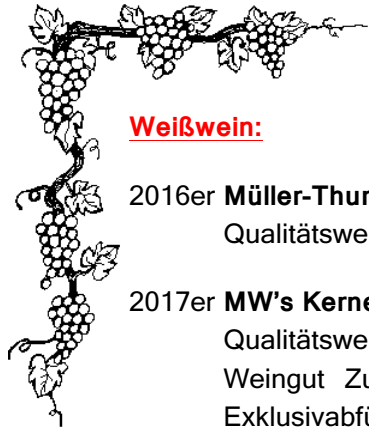 Weißwein:
2016er Müller-Thur
Qualitätswe
2017er MW’s Kerne
Qualitätswe
Weingut Zu
Exklusivabfü